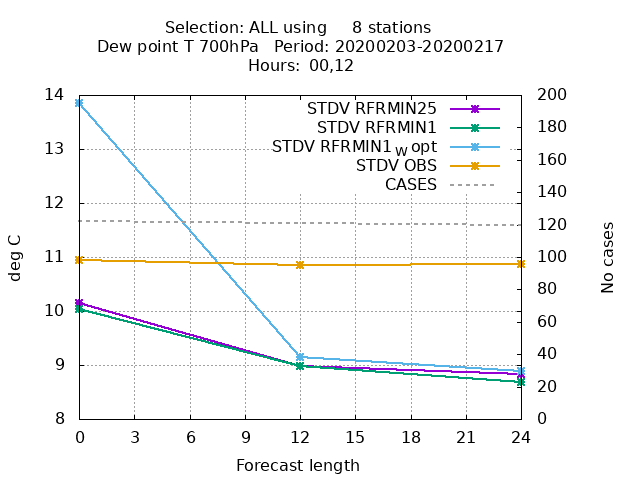 Selection: ALL using 8 stations
Dew point T 700hPa Period: 20200203-20200217
Hours: 00,12
STDV RFRMIN25
STDV RFRMIN1
STDV RFRMIN1_W opt
STDV OBS
CASES
14
13
12
11
10
9
8
200
180
160
140
120
100
80
60
40
20
0
deg C
No cases
0 3 6 9 12 15 18 21 24
Forecast length